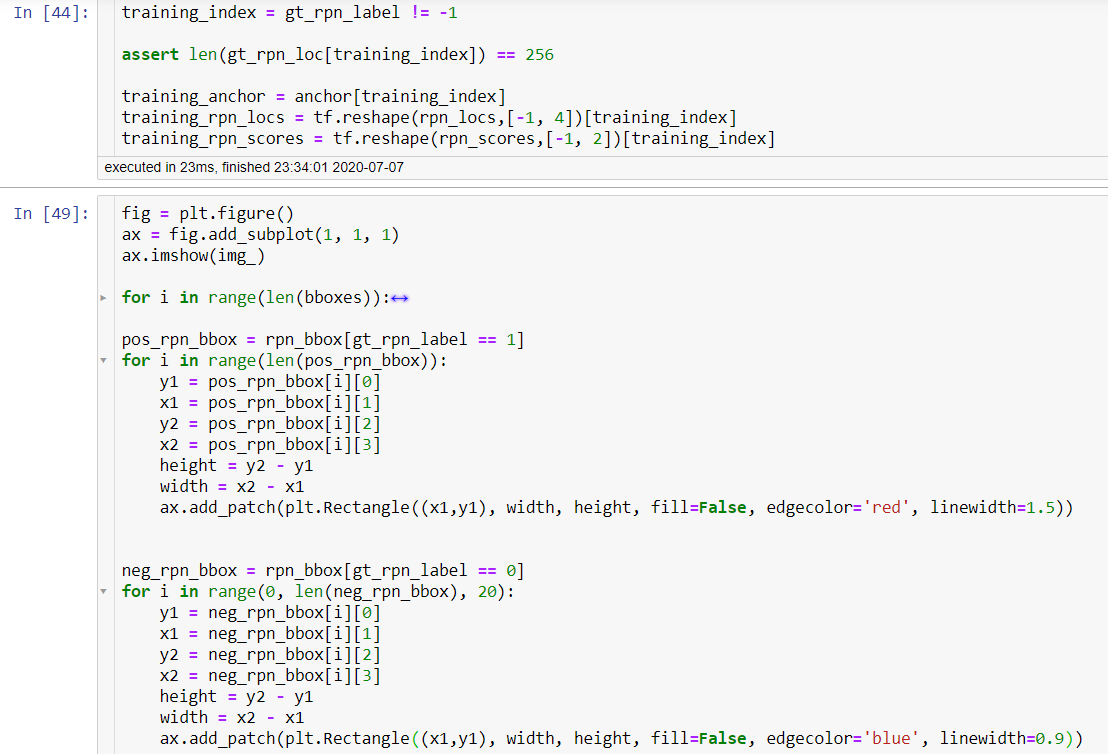 In [44]:
training_index = gt_rpn_label != -1
assert len(gt_rpn_loc[training_index]) == 256
training_anchor = anchor[training_index]
training_rpn_locs = tf.reshape(rpn_locs,[-1, 4])[training_index]
training_rpn_scores = tf.reshape(rpn_scores,[-1, 2])[training_index]
executed in 23ms, finished 23:34:01 2020-07-07
In [49]:
fig = plt.figure()
ax = fig.add_subplot(1, 1, 1)
ax.imshow(img_)
for i in range(len(bboxes)):↔
pos_rpn_bbox = rpn_bbox[gt_rpn_label == 1]
for i in range(len(pos_rpn_bbox)):
    y1 = pos_rpn_bbox[i][0]
    x1 = pos_rpn_bbox[i][1]
    y2 = pos_rpn_bbox[i][2]
    x2 = pos_rpn_bbox[i][3]
    height = y2 - y1
    width = x2 - x1
    ax.add_patch(plt.Rectangle((x1,y1), width, height, fill=False, edgecolor='red', linewidth=1.5))
neg_rpn_bbox = rpn_bbox[gt_rpn_label == 0]
for i in range(0, len(neg_rpn_bbox), 20):
    y1 = neg_rpn_bbox[i][0]
    x1 = neg_rpn_bbox[i][1]
    y2 = neg_rpn_bbox[i][2]
    x2 = neg_rpn_bbox[i][3]
    height = y2 - y1
    width = x2 - x1
    ax.add_patch(plt.Rectangle((x1,y1), width, height, fill=False, edgecolor='blue', linewidth=0.9))